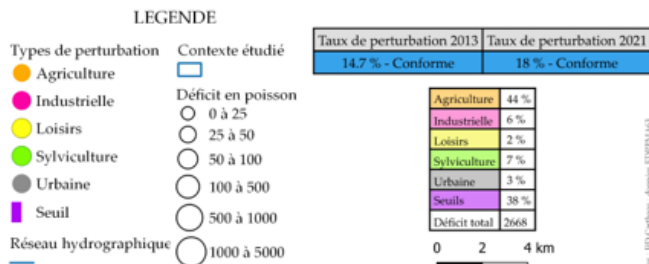 LEGENDE
Types de perturbation
Agriculture
Industrielle
Loisirs
Sylviculture
Urbaine
Seuil
Réseau hydrographique
Contexte étudié
Déficit en poisson
0 à 25
25 à 50
50 à 100
100 à 500
500 à 1000
1000 à 5000
Taux de perturbation 2013 Taux de perturbation 2021
14.7 % - Conforme 18 % - Conforme
Agriculture 44 %
Industrielle 6 %
Loisirs 2 %
Sylviculture 7 %
Urbaine 3 %
Seuils 38 %
Déficit total 2668
0 2 4 km